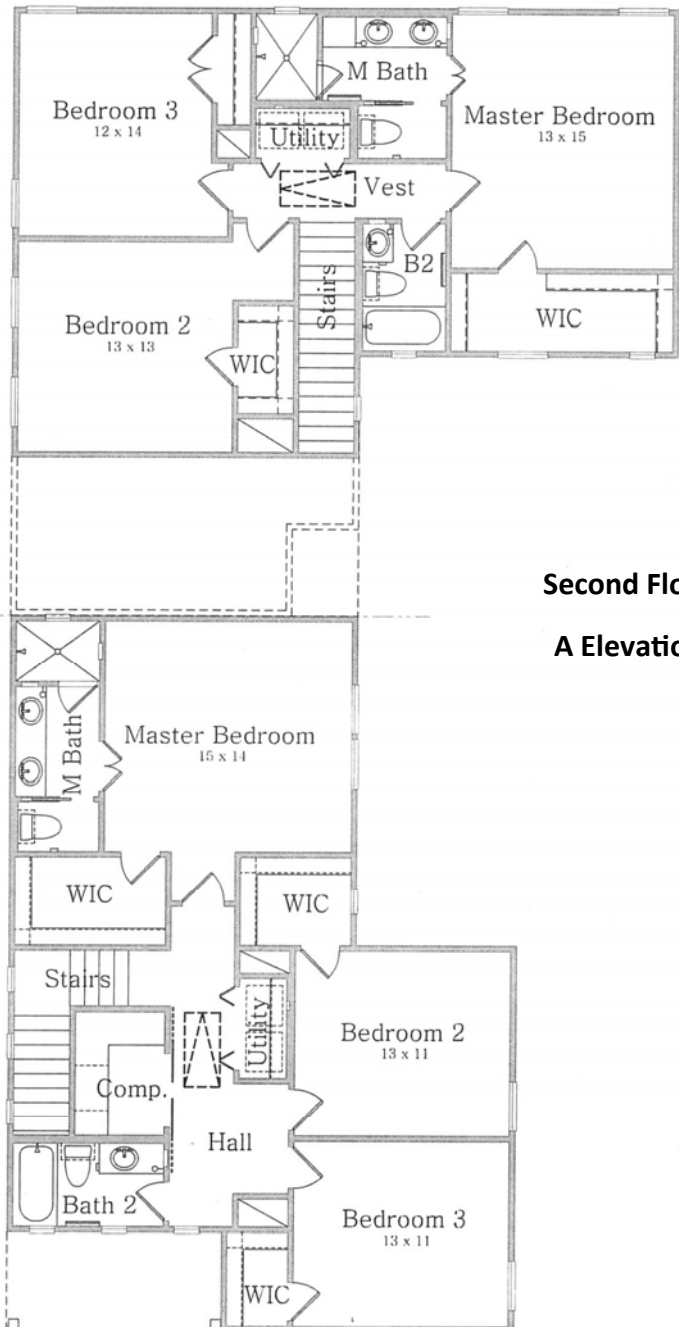 Bedroom 3
12 x 14
M Bath
Utility
Master Bedroom
13 x 15
Vest
B2
Stairs
Bedroom 2
13 x 13
WIC
WIC
Second Flo
A Elevatio
Master Bedroom
15 x 14
M Bath
WIC
WIC
Stairs
Utility
Bedroom 2
13 x 11
Comp.
Hall
Bath 2
Bedroom 3
13 x 11
WIC